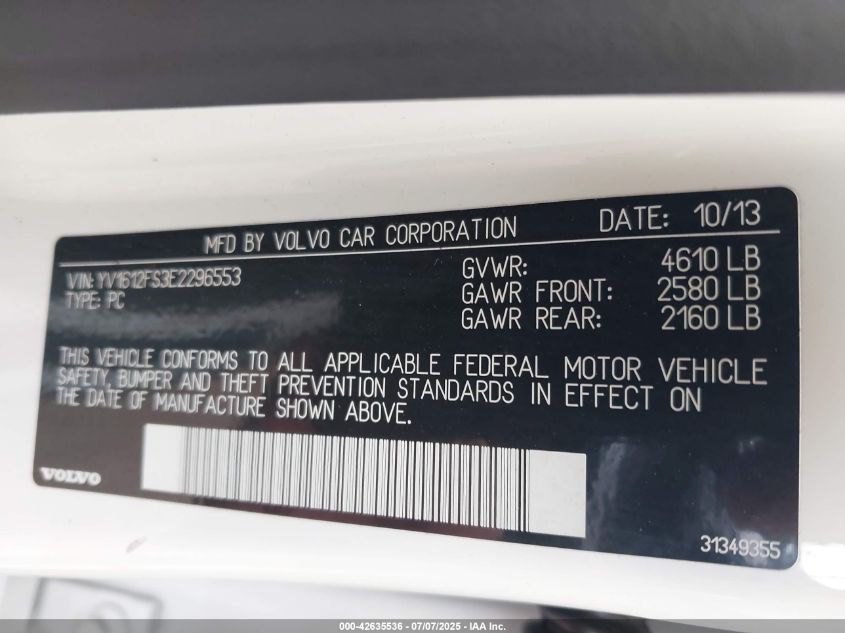 MFD BY VOLVO CAR CORPORATION DATE: 10/13
VIN: YV1612FS3E2296553 GVWR: 4610 LB
TYPE: PC GAWR FRONT: 2580 LB
GAWR REAR: 2160 LB
THIS VEHICLE CONFORMS TO ALL APPLICABLE FEDERAL MOTOR VEHICLE
SAFETY, BUMPER AND THEFT PREVENTION STANDARDS IN EFFECT ON
THE DATE OF MANUFACTURE SHOWN ABOVE.
VOLVO
31349355
000-42635536 - 07/07/2025 - IAA Inc.